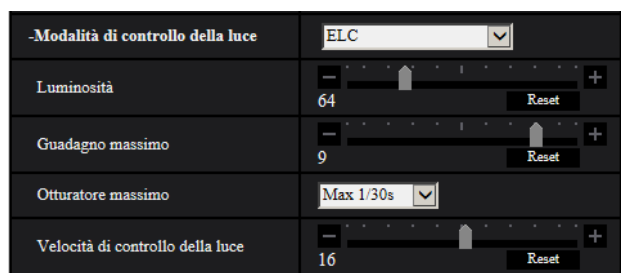 -Modalità di controllo della luce ELC
Luminosità
- +
64 Reset
Guadagno massimo
- +
9 Reset
Otturatore massimo Max 1/30s
Velocità di controllo della luce
- +
16 Reset